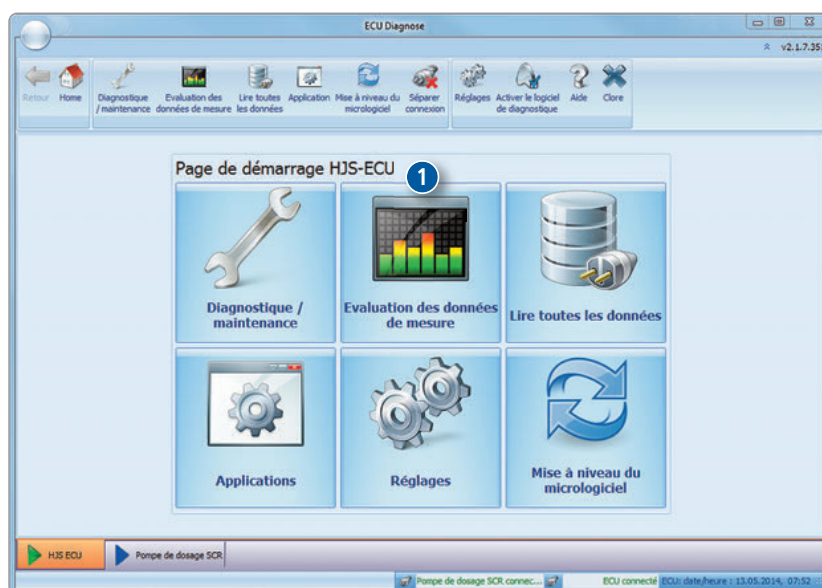 ECU Diagnose
v2.1.7.35
Retour
Home
Diagnostique
/ maintenance
Evaluation des
données de mesure
Lire toutes
les données
Application
Mise à niveau du
micrologiciel
Séparer
connexion
Réglages
Activer le logiciel
de diagnostique
Aide
Clore
Page de démarrage HJS-ECU
1
Diagnostique /
maintenance
Evaluation des données
de mesure
Lire toutes les données
Applications
Réglages
Mise à niveau du
micrologiciel
HJS ECU
Pompe de dosage SCR
Pompe de dosage SCR connec...
ECU connecté
ECU: date/heure : 13.05.2014, 07:52